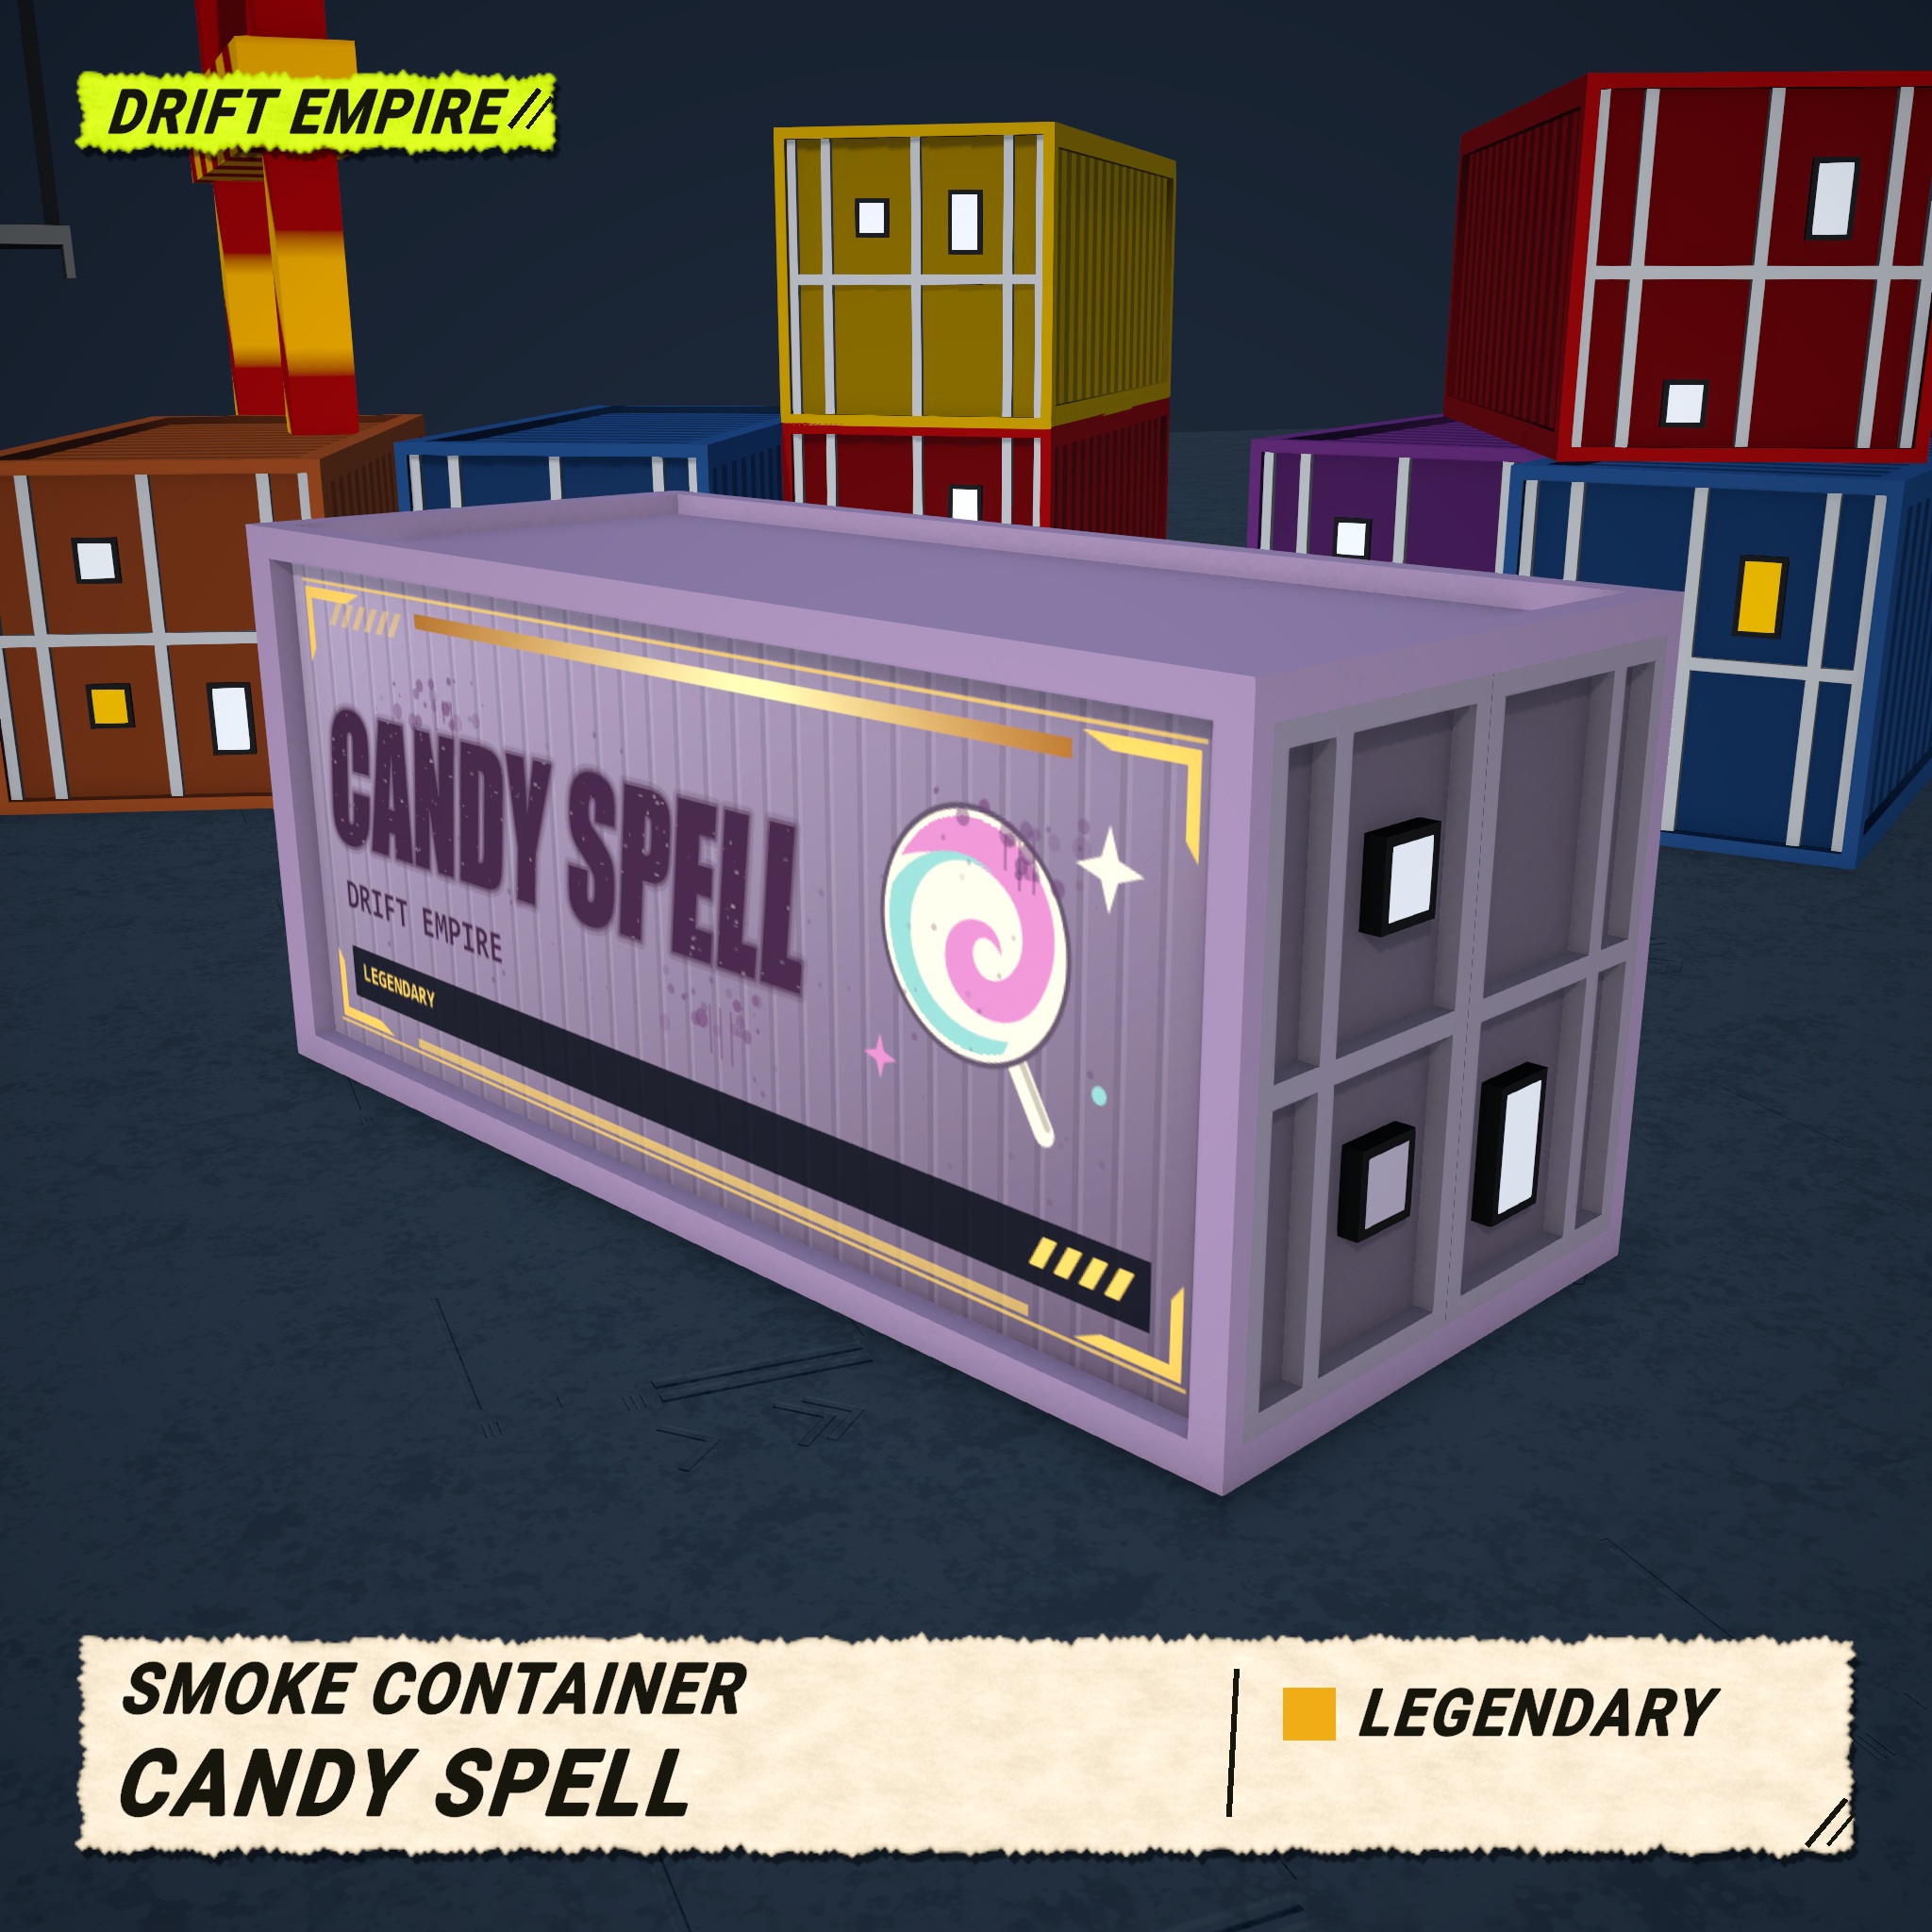 DRIFT EMPIRE//
CANDY SPELL
DRIFT EMPIRE
LEGENDARY
SMOKE CONTAINER
CANDY SPELL
LEGENDARY